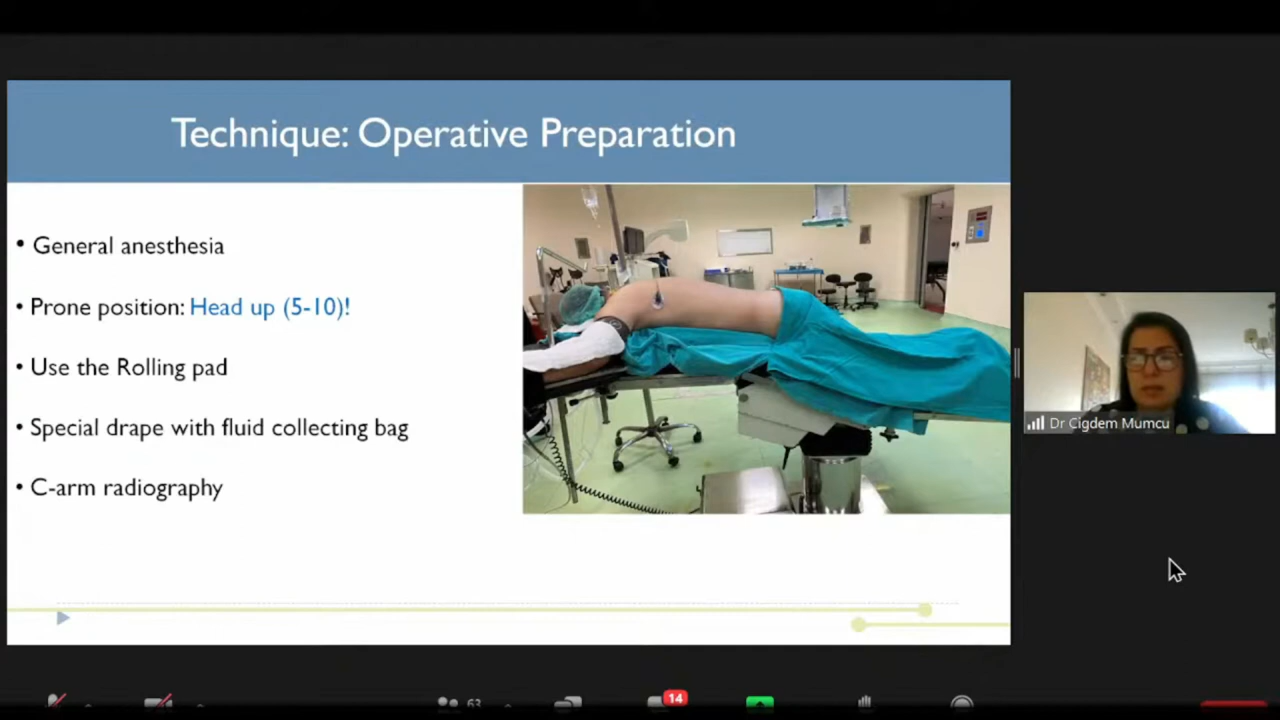 Technique: Operative Preparation
• General anesthesia
• Prone position: Head up (5-10)!
• Use the Rolling pad
• Special drape with fluid collecting bag
• C-arm radiography
Dr Cigdem Mumcu
63
14